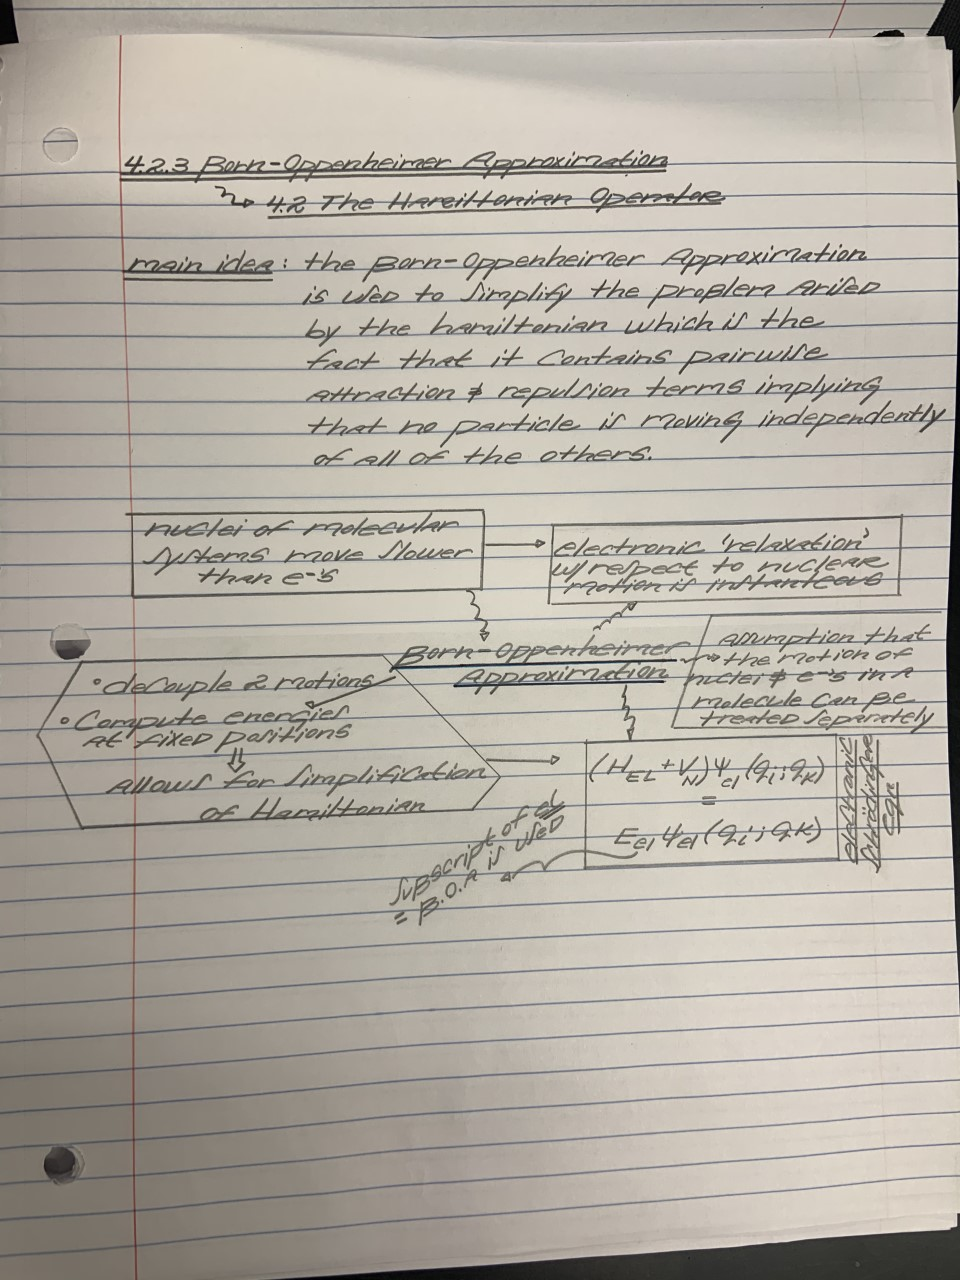 4.2.3 Born-Oppenheimer Approximation
4.2 The Hamiltonian Operator
main idea: the Born-Oppenheimer Approximation
is used to simplify the problem arised
by the hamiltonian which is the
fact that it contains pairwise
attraction & repulsion terms implying
that no particle is moving independently
of all of the others.
nuclei of molecular
systems move slower
than e-'s
electronic 'relaxation'
w/respect to nuclear
motion is instanteous
Born-Oppenheimer
Approximation
assumption that
the motion of
nuclei & e-'s in a
molecule can be
treated separately
• decouple 2 motions
• Compute energies
at fixed positions
⇓
allows for simplification
of Hamiltonian
(H_EL + V_N) Ψ_el (q_i; q_k)
=
E_el Ψ_el (q_i; q_k)
electronic
Schrödinger
Eqn
subscript of el
= B.O.A is used